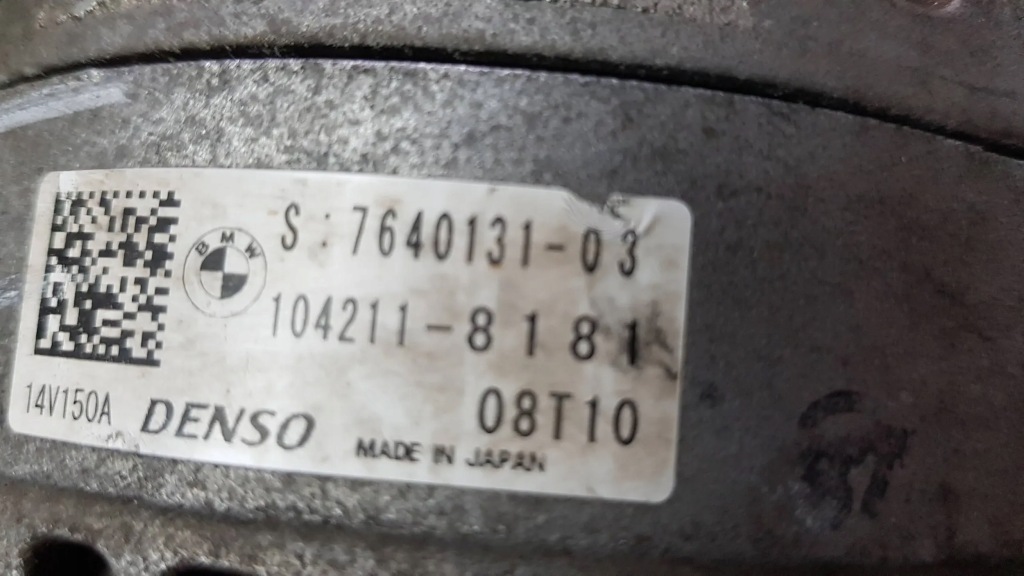 BMW
S:7640131-03
104211-8181
08T10
14V150A DENSO
MADE IN JAPAN